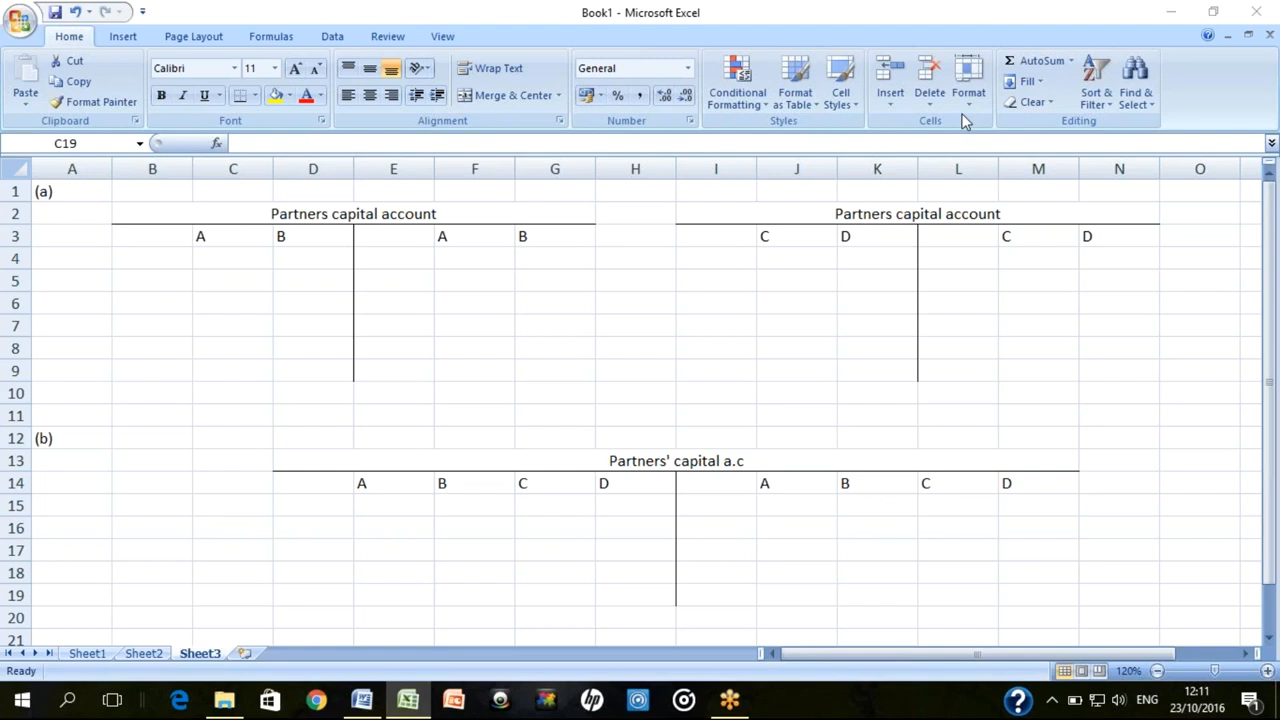 Book1 - Microsoft Excel
Home Insert Page Layout Formulas Data Review View
Paste Cut Copy Format Painter
Clipboard
Calibri 11
B I U A
Font
Wrap Text
Merge & Center
Alignment
General
% ,
Number
Conditional Formatting Format as Table Cell Styles
Styles
Insert Delete Format
Cells
Σ AutoSum
Fill
Clear
Sort & Filter Find & Select
Editing
C19 fx
A B C D E F G H I J K L M N O
1 (a)
2 Partners capital account Partners capital account
3 A B A B C D C D
4
5
6
7
8
9
10
11
12 (b)
13 Partners' capital a.c
14 A B C D A B C D
15
16
17
18
19
20
21
Sheet1 Sheet2 Sheet3
Ready 120%
ENG 12:11
23/10/2016